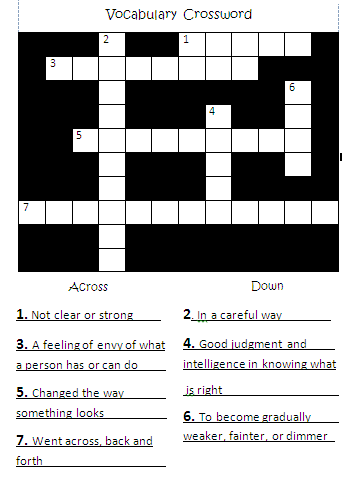 Vocabulary Crossword
2 1
3
6
4
5
7
Across
1. Not clear or strong
3. A feeling of envy of what
a person has or can do
5. Changed the way
something looks
7. Went across, back and
forth
Down
2. In a careful way
4. Good judgment and
intelligence in knowing what
is right
6. To become gradually
weaker, fainter, or dimmer